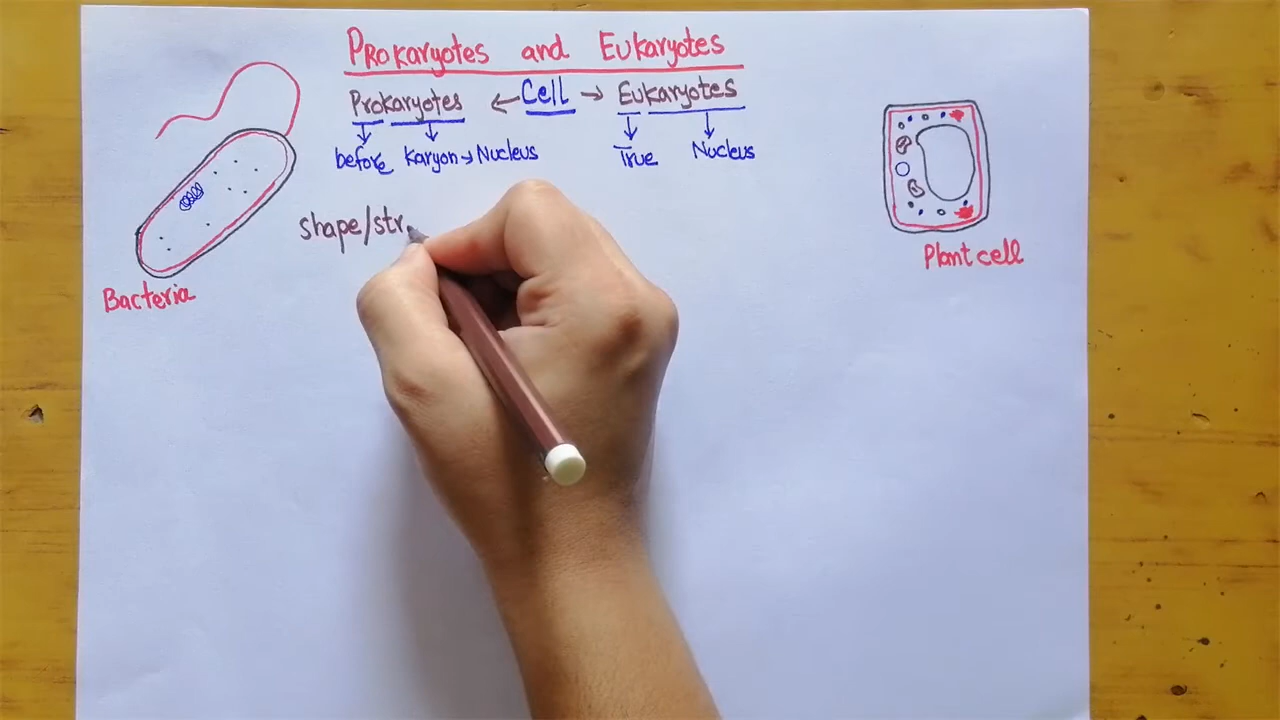 Prokaryotes and Eukaryotes
Prokaryotes ← Cell → Eukaryotes
before Karyon → Nucleus True Nucleus
shape/str
Plant cell
Bacteria